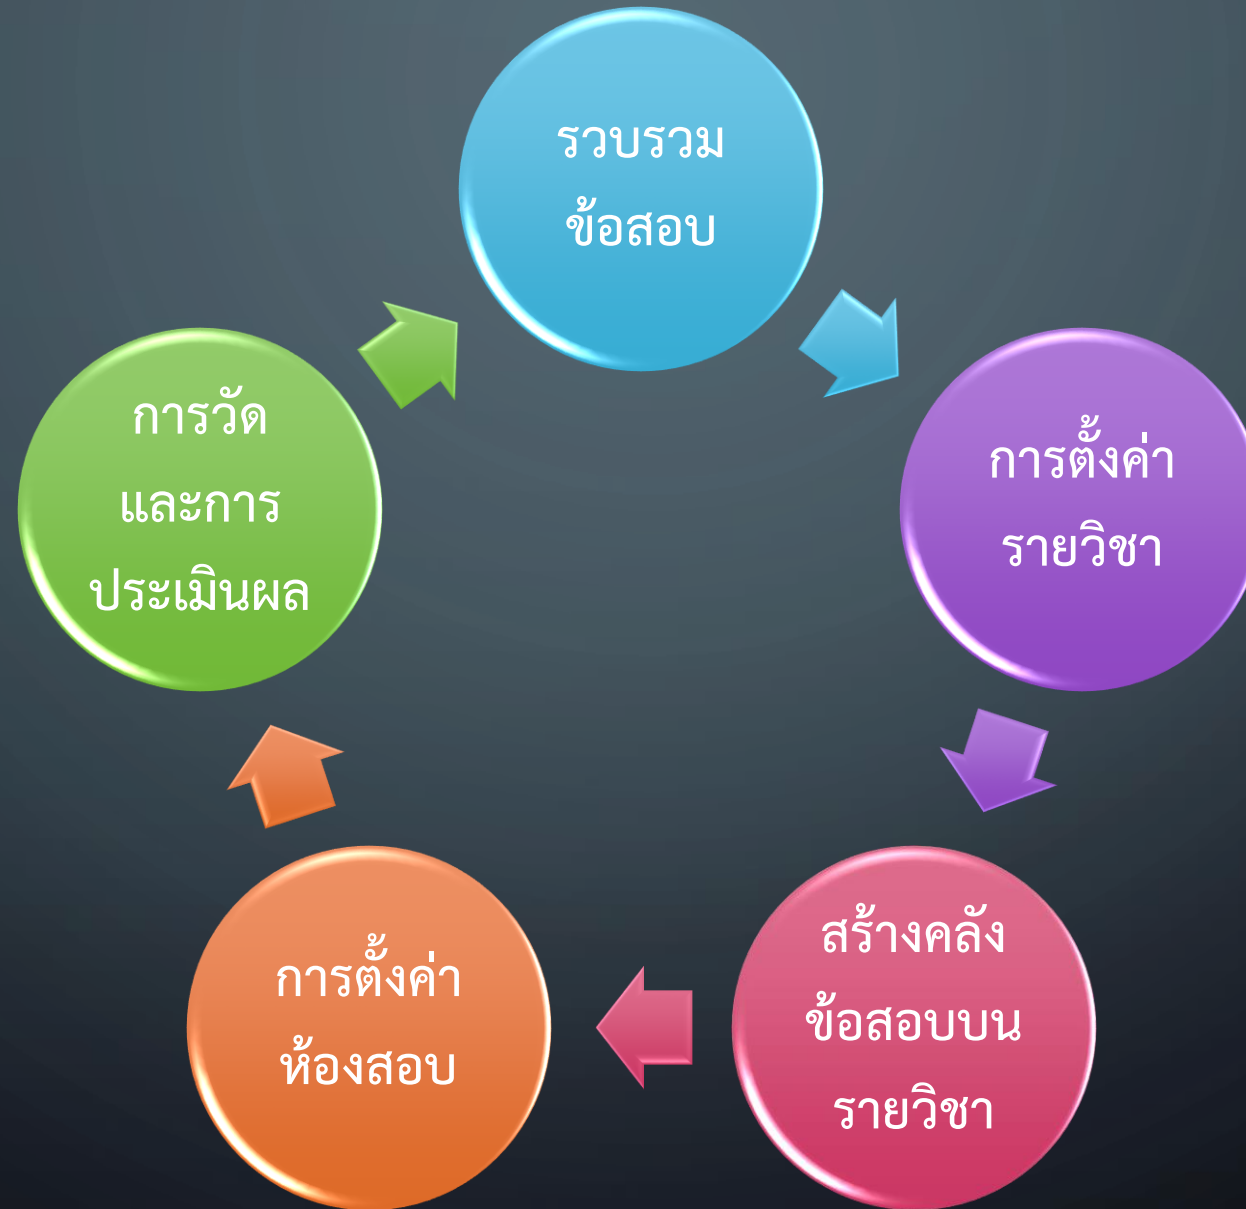 รวบรวม
ข้อสอบ
การตั้งค่า
รายวิชา
สร้างคลัง
ข้อสอบบน
รายวิชา
การตั้งค่า
ห้องสอบ
การวัด
และการ
ประเมินผล